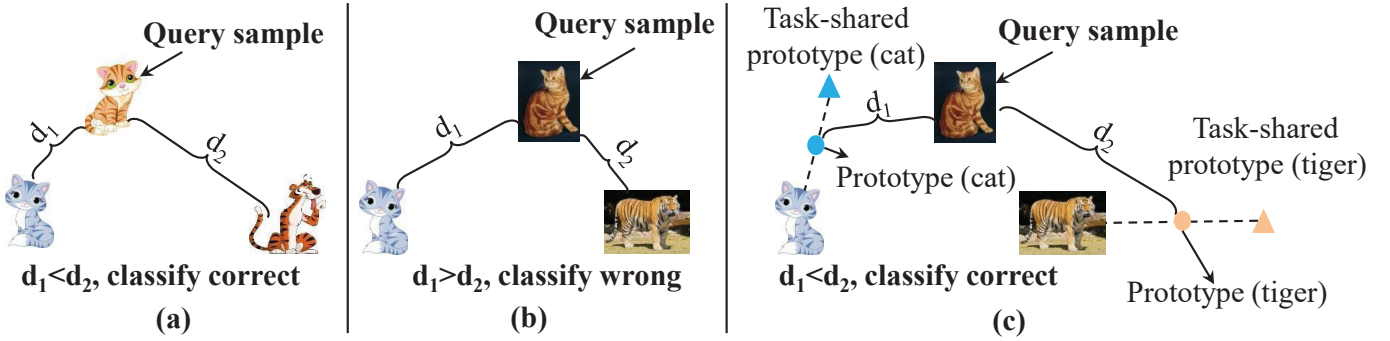 Query sample
d₁
d₂
d₁<d₂, classify correct
(a)
Query sample
d₁
d₂
d₁>d₂, classify wrong
(b)
Task-shared
prototype (cat)
Query sample
d₁
d₂
Prototype (cat)
Task-shared
prototype (tiger)
d₁<d₂, classify correct
Prototype (tiger)
(c)